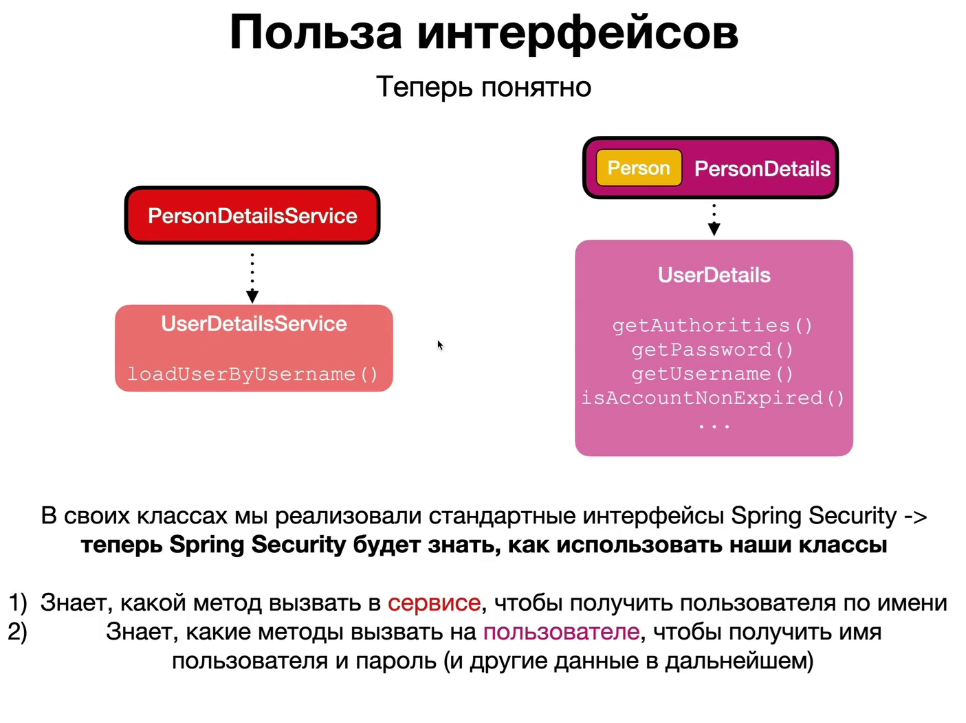 Польза интерфейсов
Теперь понятно
Person PersonDetails
PersonDetailsService
UserDetails
getAuthorities()
getPassword()
getUsername()
isAccountNonExpired()
...
UserDetailsService
loadUserByUsername()
В своих классах мы реализовали стандартные интерфейсы Spring Security ->
теперь Spring Security будет знать, как использовать наши классы
1) Знает, какой метод вызвать в сервисе, чтобы получить пользователя по имени
2) Знает, какие методы вызвать на пользователе, чтобы получить имя
пользователя и пароль (и другие данные в дальнейшем)